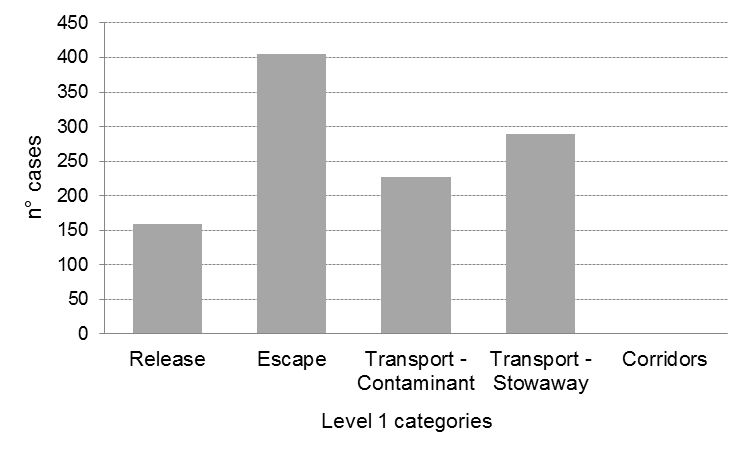 450
400
350
300
250
200
150
100
50
0
n° cases
Release
Escape
Transport -
Contaminant
Transport -
Stowaway
Corridors
Level 1 categories